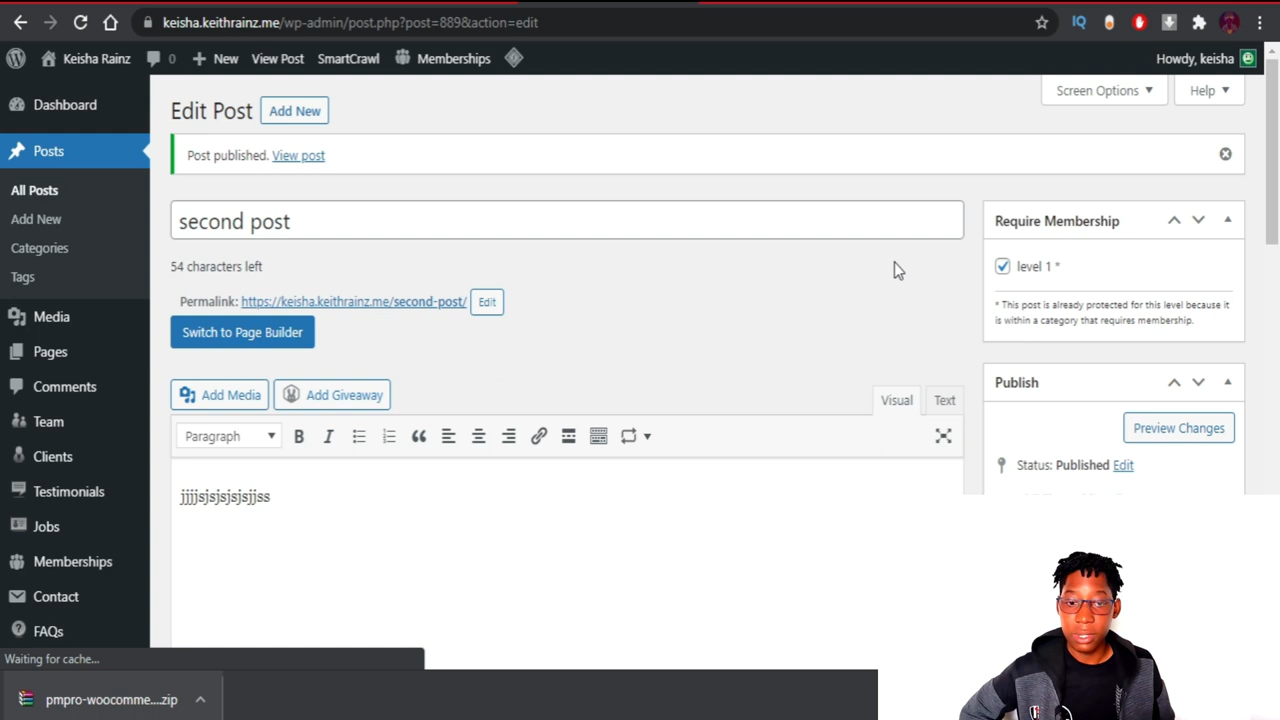 keisha.keithrainz.me/wp-admin/post.php?post=889&action=edit
IQ
Keisha Rainz
0
New
View Post
SmartCrawl
Memberships
Howdy, keisha
Dashboard
Posts
All Posts
Add New
Categories
Tags
Media
Pages
Comments
Team
Clients
Testimonials
Jobs
Memberships
Contact
FAQs
Screen Options
Help
Edit Post
Add New
Post published. View post
second post
54 characters left
Permalink: https://keisha.keithrainz.me/second-post/ Edit
Switch to Page Builder
Add Media
Add Giveaway
Visual
Text
Paragraph
B I
jjjjsjsjsjsjsjjss
Require Membership
level 1 *
* This post is already protected for this level because it
is within a category that requires membership.
Publish
Preview Changes
Status: Published Edit
Waiting for cache...
pmpro-woocomme....zip